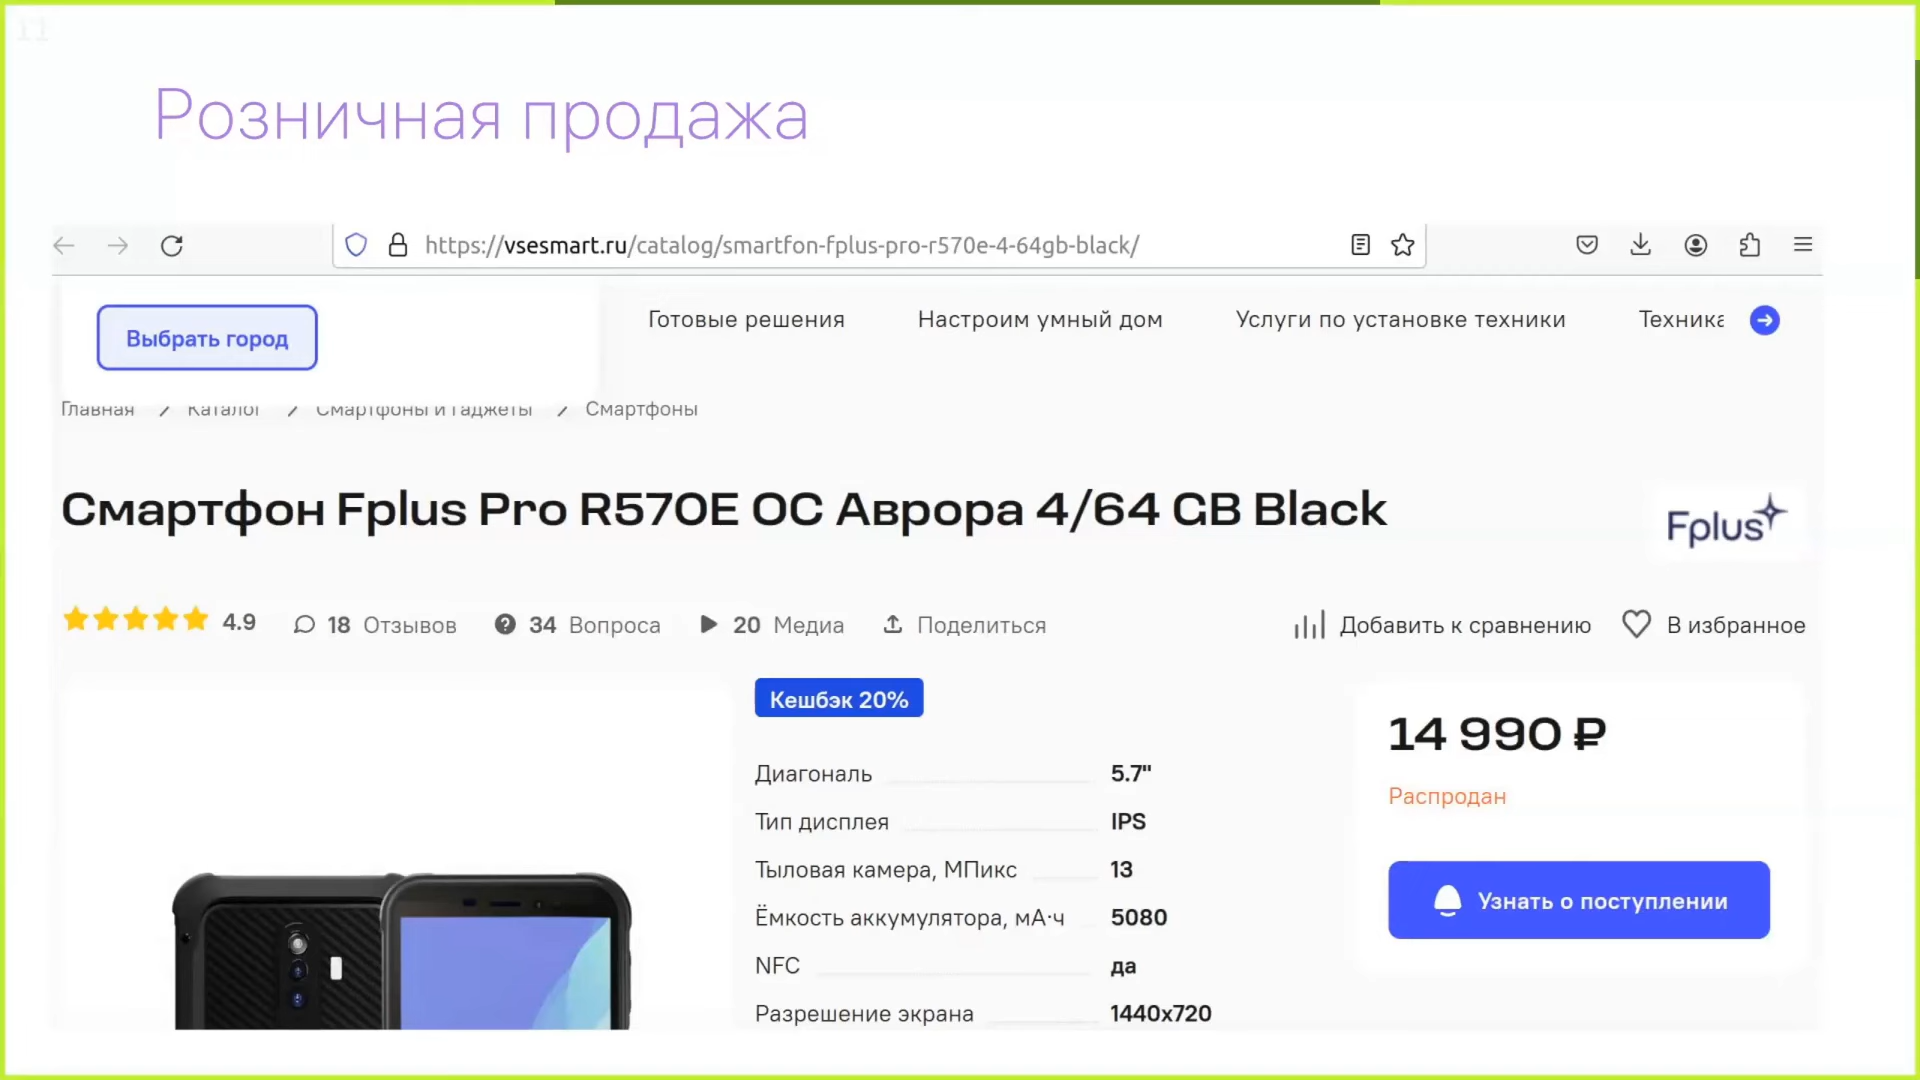 11
Розничная продажа
https://vsesmart.ru/catalog/smartfon-fplus-pro-r570e-4-64gb-black/
Выбрать город
Готовые решения Настроим умный дом Услуги по установке техники Техника
Главная / Каталог / Смартфоны и гаджеты / Смартфоны
Смартфон Fplus Pro R570E ОС Аврора 4/64 GB Black
Fplus
4.9 18 Отзывов 34 Вопроса 20 Медиа Поделиться Добавить к сравнению В избранное
Кешбэк 20%
14 990 ₽
Диагональ 5.7"
Распродан
Тип дисплея IPS
Тыловая камера, МПикс 13
Узнать о поступлении
Ёмкость аккумулятора, мА·ч 5080
NFC да
Разрешение экрана 1440x720